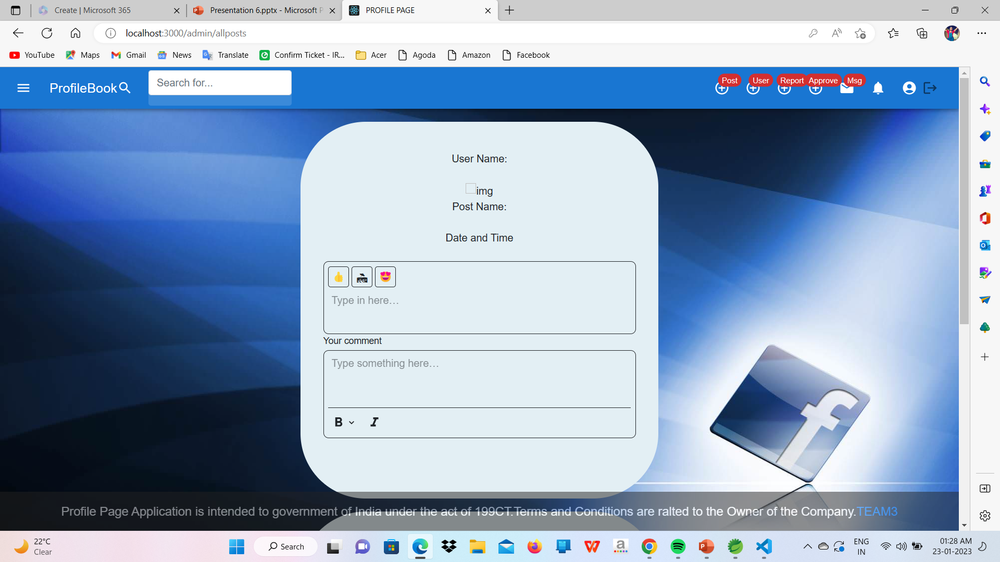 Create | Microsoft 365
Presentation 6.pptx - Microsoft P
PROFILE PAGE
localhost:3000/admin/allposts
YouTube Maps Gmail News Translate Confirm Ticket - IR... Acer Agoda Amazon Facebook
ProfileBook Search for... Post User Report Approve Msg
User Name:
img
Post Name:
Date and Time
Type in here...
Your comment
Type something here...
B I
Profile Page Application is intended to government of India under the act of 199CT.Terms and Conditions are ralted to the Owner of the Company.TEAM3
22°C
Clear
Search
ENG
IN
01:28 AM
23-01-2023